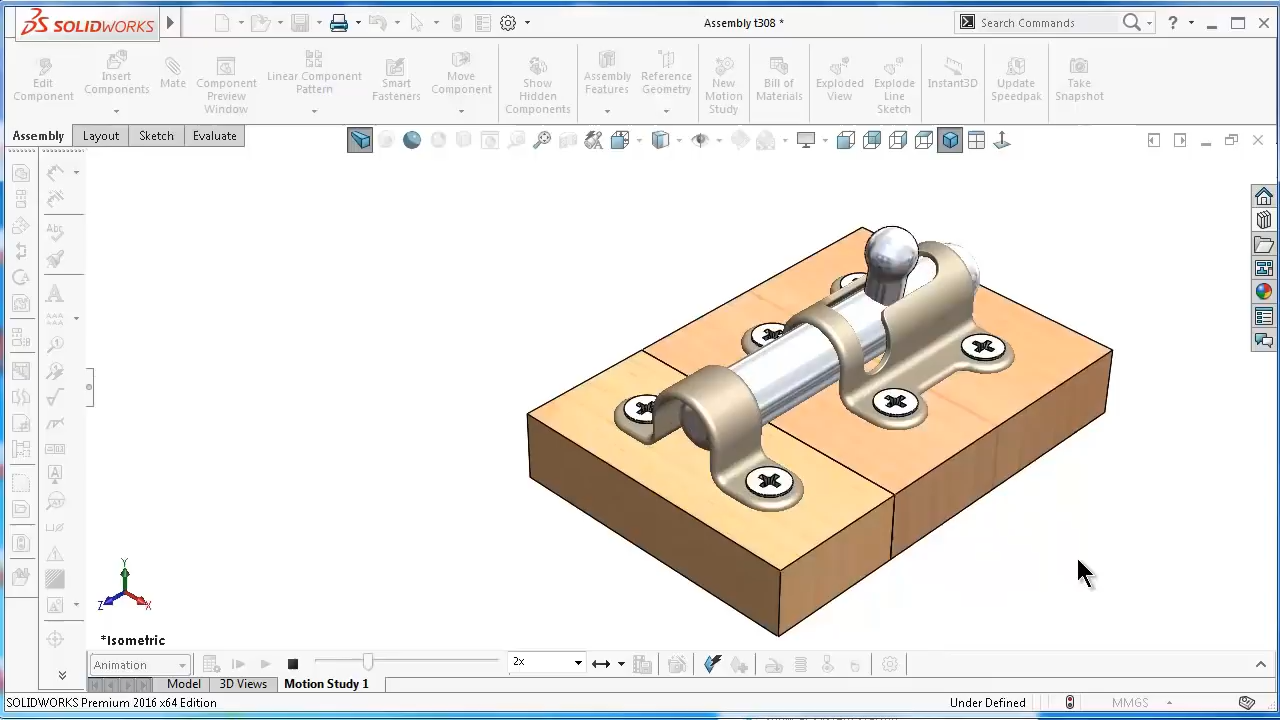 SOLIDWORKS
Assembly t308 *
Search Commands
?
Edit Component
Insert Components
Mate
Component Preview Window
Linear Component Pattern
Smart Fasteners
Move Component
Show Hidden Components
Assembly Features
Reference Geometry
New Motion Study
Bill of Materials
Exploded View
Explode Line Sketch
Instant3D
Update Speedpak
Take Snapshot
Assembly
Layout
Sketch
Evaluate
Abc
A
A
Y
Z
X
*Isometric
Animation
2x
Model
3D Views
Motion Study 1
SOLIDWORKS Premium 2016 x64 Edition
Under Defined
MMGS